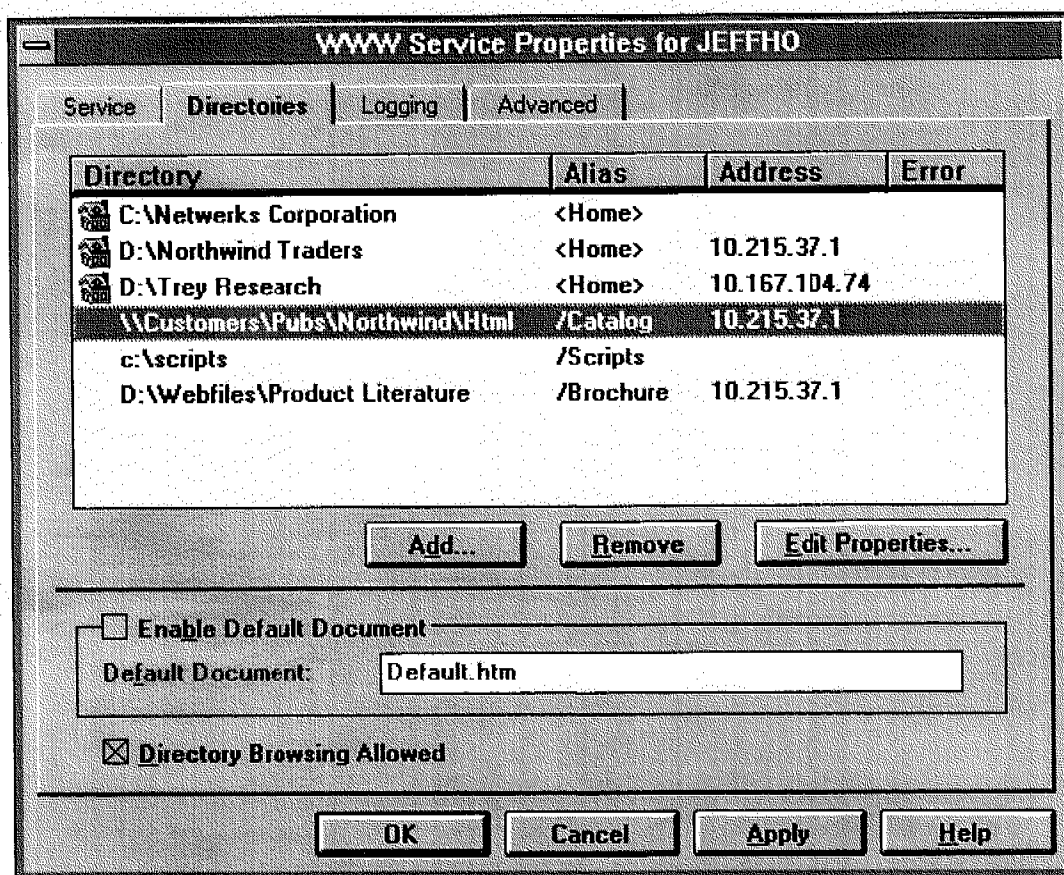 WWW Service Properties for JEFFHO
Service Directories Logging Advanced
Directory Alias Address Error
C:\Netwerks Corporation <Home>
D:\Northwind Traders <Home> 10.215.37.1
D:\Trey Research <Home> 10.167.104.74
\\Customers\Pubs\Northwind\Html /Catalog 10.215.37.1
c:\scripts /Scripts
D:\Webfiles\Product Literature /Brochure 10.215.37.1
Add... Remove Edit Properties...
Enable Default Document
Default Document: Default.htm
Directory Browsing Allowed
OK Cancel Apply Help